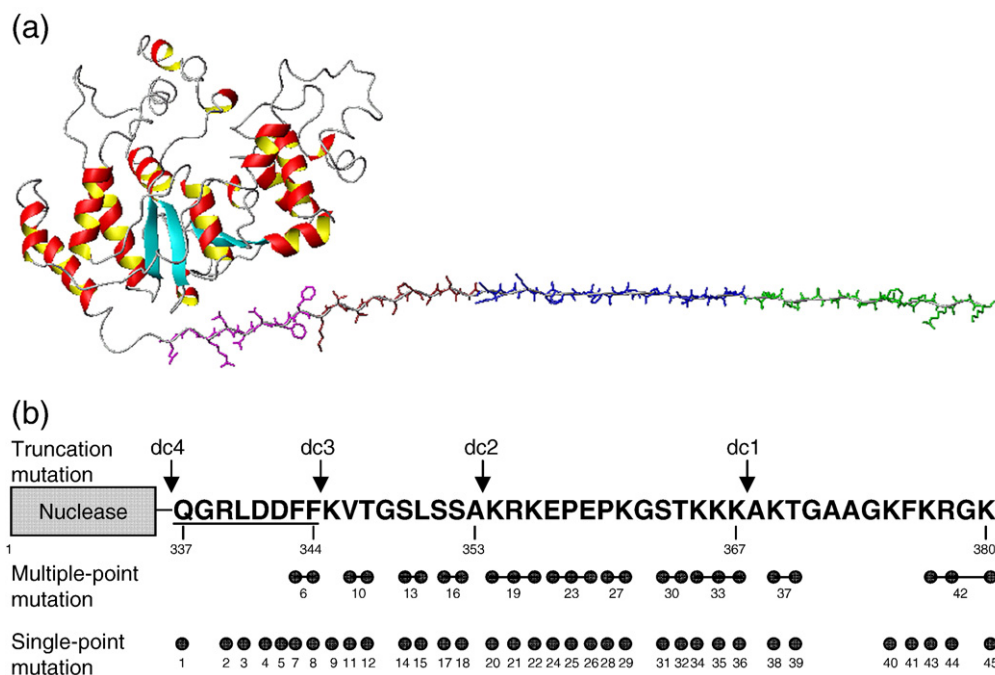 (a)
(b)
Truncation mutation
dc4 dc3 dc2 dc1
Nuclease
QGRLDDFFKVTGSLSSAKRKEPEPKGSTKKKAKTGAAGKFKRGK
1 337 344 353 367 380
Multiple-point mutation
6 10 13 16 19 23 27 30 33 37 42
Single-point mutation
1 2 3 4 5 7 8 9 11 12 14 15 17 18 20 21 22 24 25 26 28 29 31 32 34 35 36 38 39 40 41 43 44 45